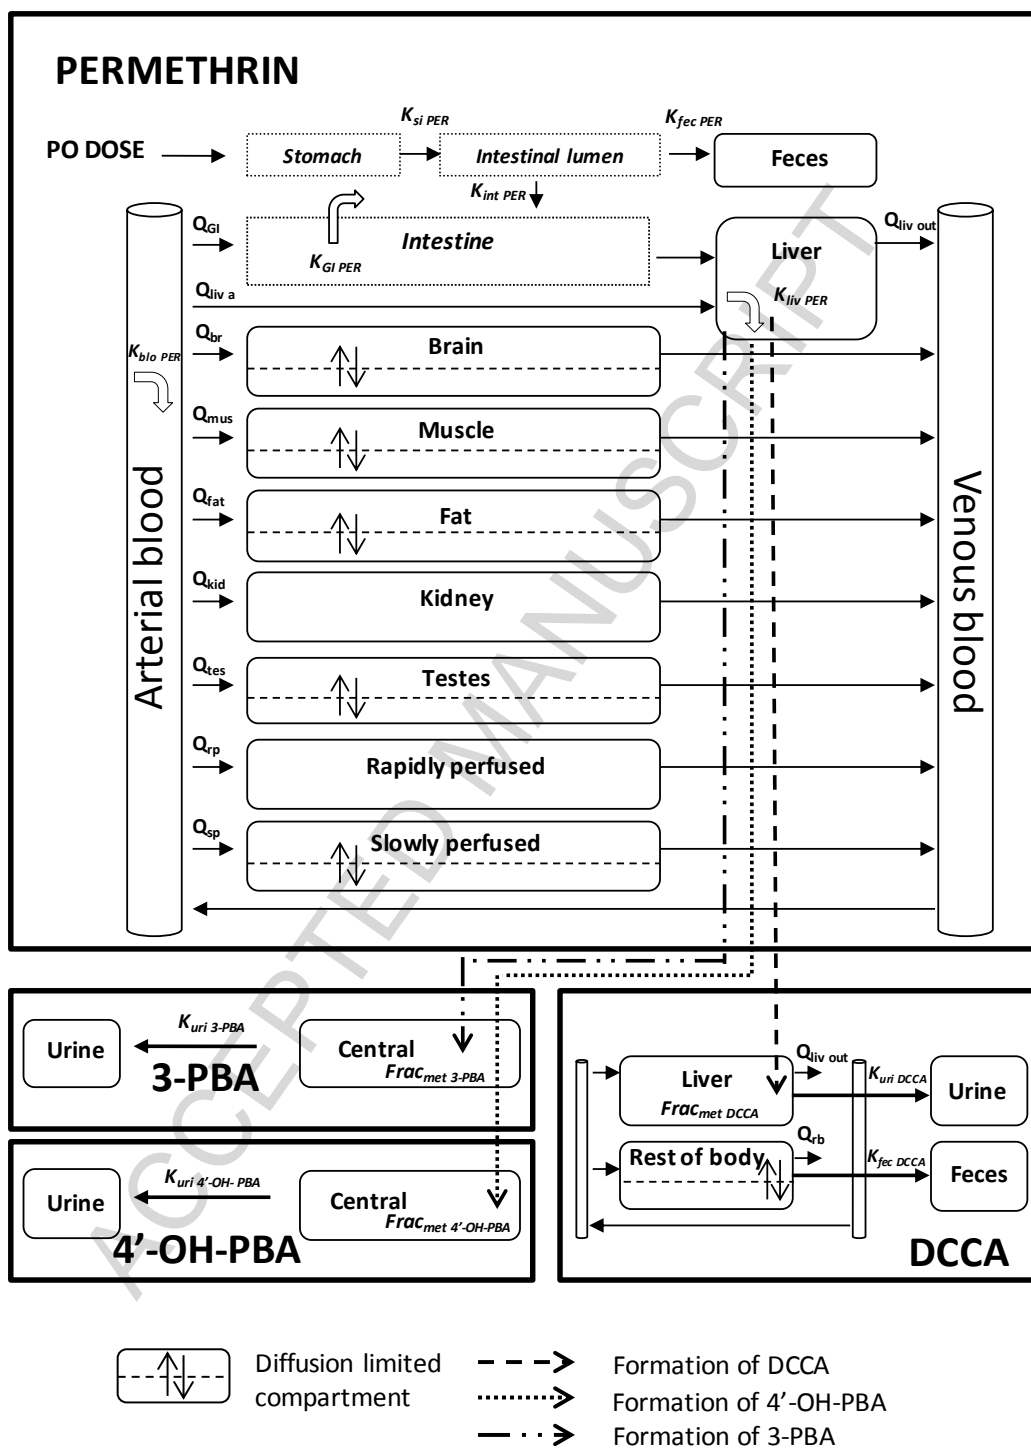 PERMETHRIN
PO DOSE
Stomach
K si PER
Intestinal lumen
K fec PER
Feces
K int PER
Q GI
K GI PER
Intestine
Liver
Q liv out
K liv PER
Q liv a
K blo PER
Q br
Brain
Q mus
Muscle
Q fat
Fat
Q kid
Kidney
Q tes
Testes
Q rp
Rapidly perfused
Q sp
Slowly perfused
Arterial blood
Venous blood
ACCEPTED MANUSCRIPT
Urine
K uri 3-PBA
Central
Frac met 3-PBA
3-PBA
Urine
K uri 4’-OH- PBA
Central
Frac met 4’-OH-PBA
4’-OH-PBA
Liver
Frac met DCCA
Q liv out
K uri DCCA
Urine
Rest of body
Q rb
K fec DCCA
Feces
DCCA
Diffusion limited
compartment
Formation of DCCA
Formation of 4’-OH-PBA
Formation of 3-PBA